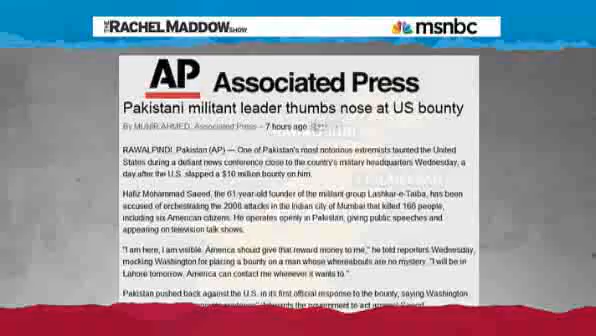 THE RACHEL MADDOW SHOW
msnbc
AP Associated Press
Pakistani militant leader thumbs nose at US bounty
By MUNIR AHMED, Associated Press – 7 hours ago
RAWALPINDI, Pakistan (AP) — One of Pakistan's most notorious extremists taunted the United
States during a defiant news conference close to the country's military headquarters Wednesday, a
day after the U.S. slapped a $10 million bounty on him.
Hafiz Mohammad Saeed, the 61-year-old founder of the militant group Lashkar-e-Taiba, has been
accused of orchestrating the 2008 attacks in the Indian city of Mumbai that killed 166 people,
including six American citizens. He operates openly in Pakistan, giving public speeches and
appearing on television talk shows.
"I am here, I am visible. America should give that reward money to me," he told reporters Wednesday,
mocking Washington for placing a bounty on a man whose whereabouts are no mystery. "I will be in
Lahore tomorrow. America can contact me whenever it wants to."
Pakistan pushed back against the U.S. in its first official response to the bounty, saying Washington
the government to act against Saeed